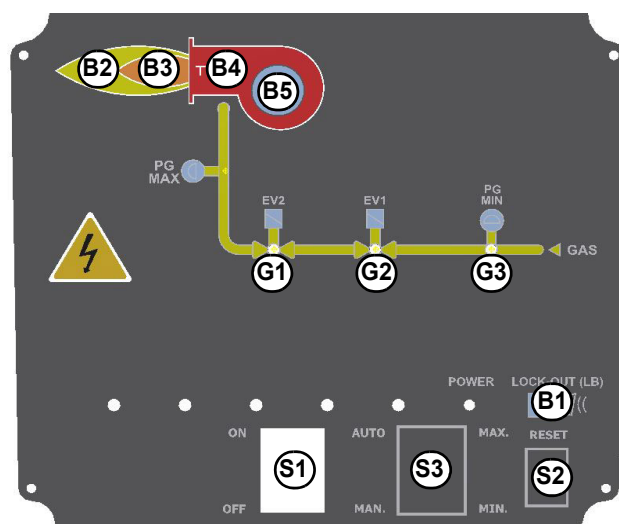 B2 B3 T B4
B5
PG
MAX
EV2
EV1
PG
MIN
GAS
G1 G2 G3
POWER LOCK-OUT (LB)
B1
ON AUTO MAX. RESET
S1 S3 S2
OFF MAN. MIN.